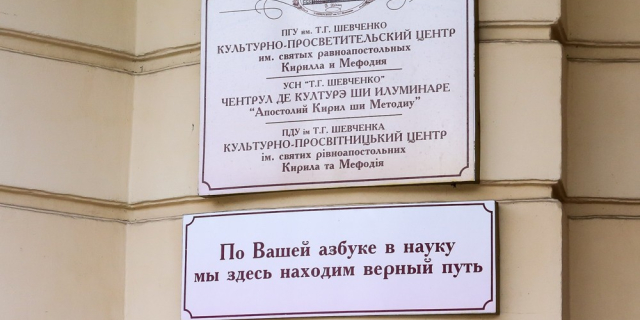 ПГУ им. Т.Г. ШЕВЧЕНКО
КУЛЬТУРНО-ПРОСВЕТИТЕЛЬСКИЙ ЦЕНТР
им. святых равноапостольных
Кирилла и Мефодия
УСН "Т.Г. ШЕВЧЕНКО"
ЧЕНТРУЛ ДЕ КУЛТУРЭ ШИ ИЛУМИНАРЕ
"Апостолий Кирил ши Методиу"
ПДУ ім Т.Г. ШЕВЧЕНКА
КУЛЬТУРНО-ПРОСВІТНИЦЬКИЙ ЦЕНТР
ім. святих рівноапостольних
Кирила та Мефодія
По Вашей азбуке в науку
мы здесь находим верный путь